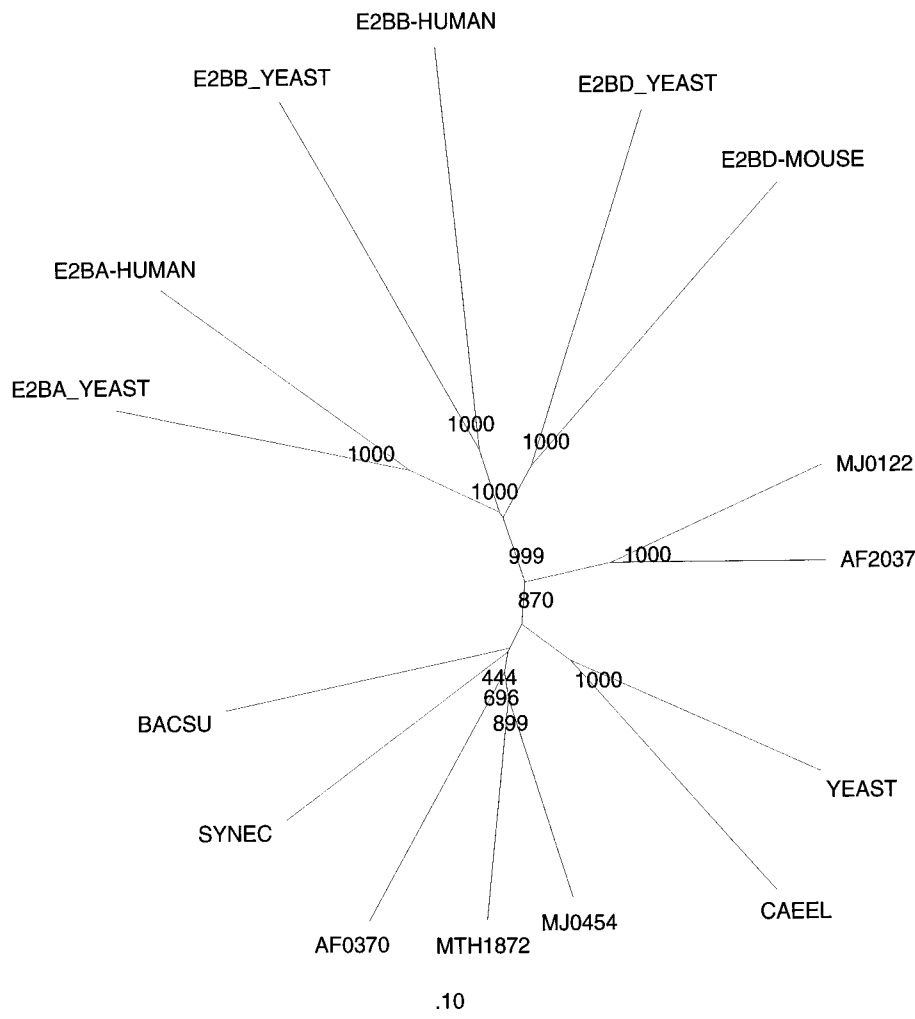 E2BB-HUMAN
E2BB_YEAST
E2BD_YEAST
E2BD-MOUSE
E2BA-HUMAN
E2BA_YEAST
1000
1000
1000
MJ0122
1000
999
1000
AF2037
870
444
1000
696
BACSU
899
YEAST
SYNEC
CAEEL
MJ0454
AF0370
MTH1872
.10